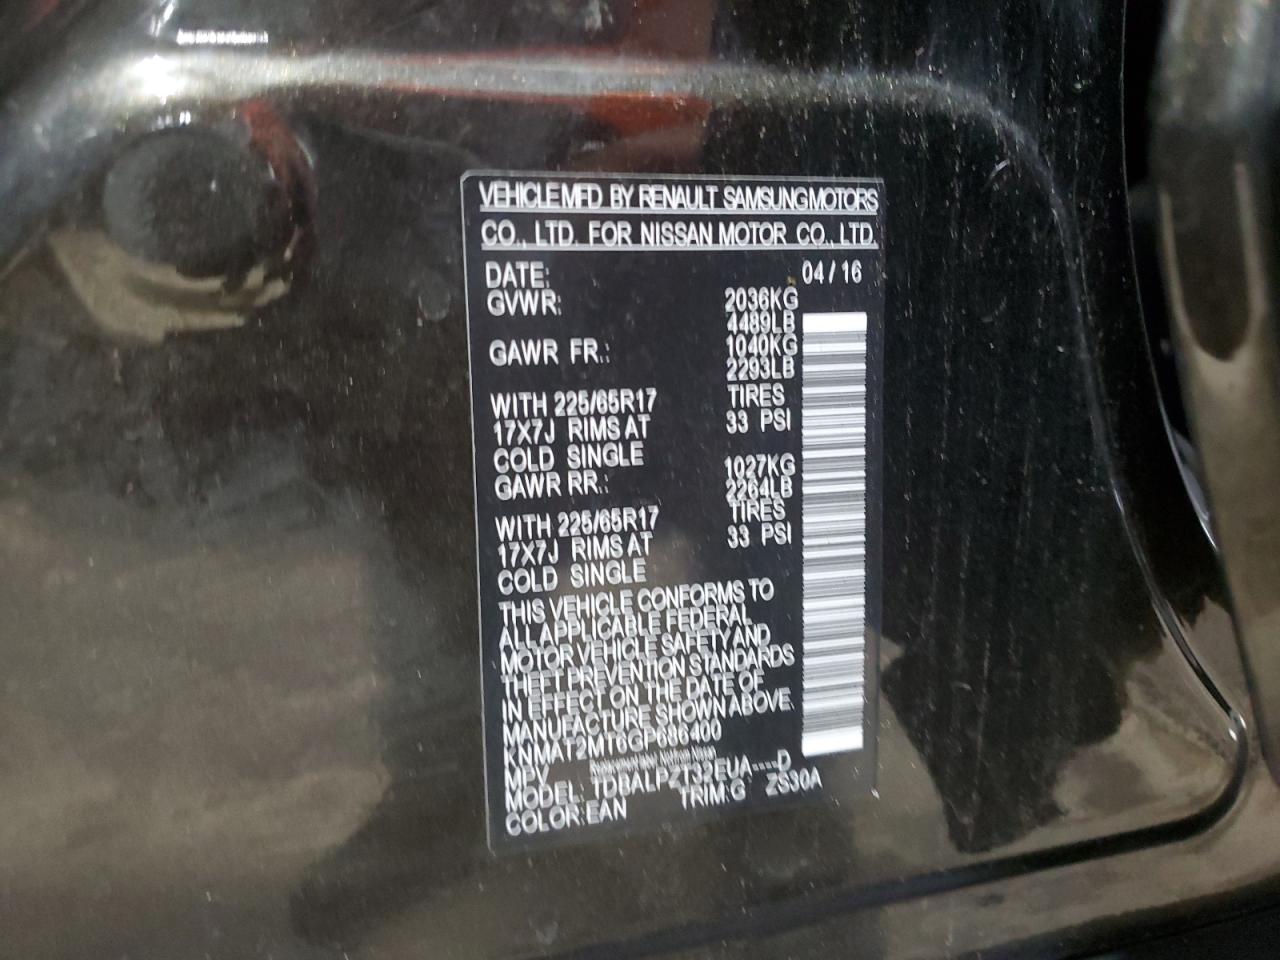 VEHICLE MFD BY RENAULT SAMSUNG MOTORS
CO., LTD. FOR NISSAN MOTOR CO., LTD.
DATE: 04/16
GVWR: 2036KG
4489LB
GAWR FR.: 1040KG
2293LB
WITH 225/65R17 TIRES
17X7J RIMS AT 33 PSI
COLD SINGLE
GAWR RR.: 1027KG
2264LB
WITH 225/65R17 TIRES
17X7J RIMS AT 33 PSI
COLD SINGLE
THIS VEHICLE CONFORMS TO
ALL APPLICABLE FEDERAL
MOTOR VEHICLE SAFETY AND
THEFT PREVENTION STANDARDS
IN EFFECT ON THE DATE OF
MANUFACTURE SHOWN ABOVE.
KNMAT2MT6GP686400
MPV
MODEL: TDBALPZT32EUA----D
COLOR:EAN TRIM:G ZS30A